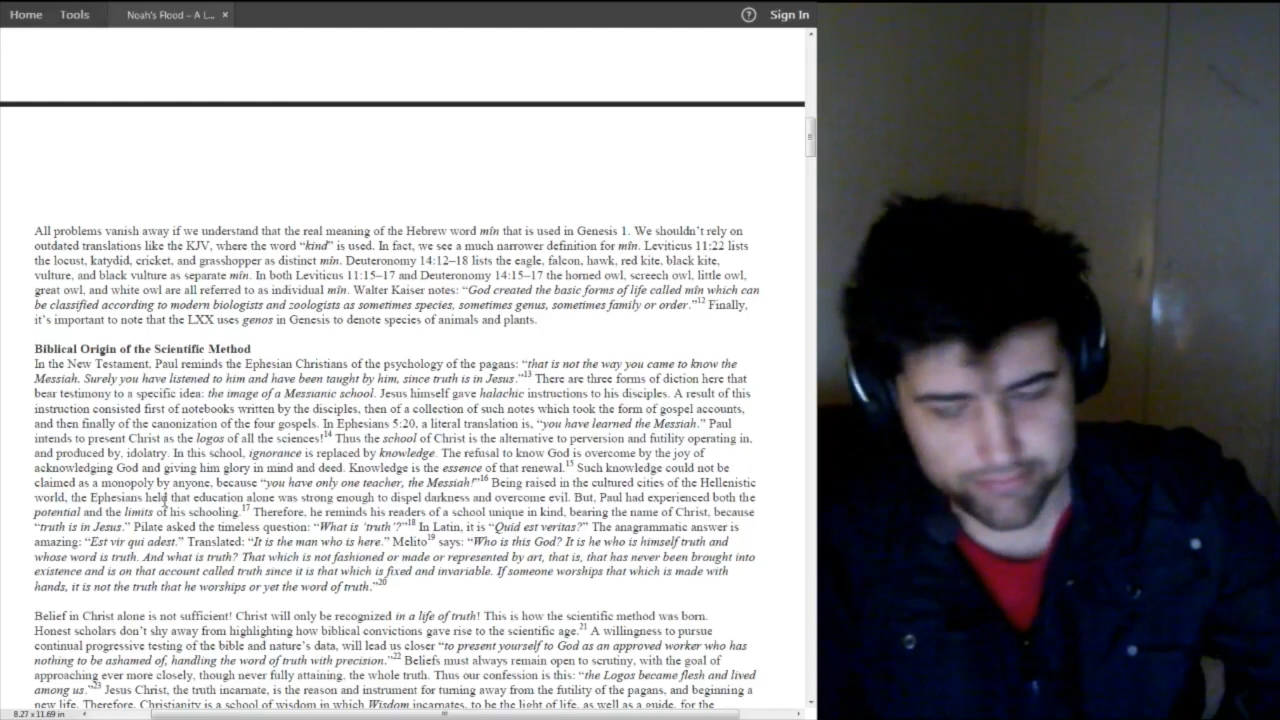 Home Tools Noah's Flood – A L... × ? Sign In
All problems vanish away if we understand that the real meaning of the Hebrew word mîn that is used in Genesis 1. We shouldn't rely on
outdated translations like the KJV, where the word “kind” is used. In fact, we see a much narrower definition for mîn. Leviticus 11:22 lists
the locust, katydid, cricket, and grasshopper as distinct mîn. Deuteronomy 14:12–18 lists the eagle, falcon, hawk, red kite, black kite,
vulture, and black vulture as separate mîn. In both Leviticus 11:15–17 and Deuteronomy 14:15–17 the horned owl, screech owl, little owl,
great owl, and white owl are all referred to as individual mîn. Walter Kaiser notes: “God created the basic forms of life called mîn which can
be classified according to modern biologists and zoologists as sometimes species, sometimes genus, sometimes family or order.”12 Finally,
it's important to note that the LXX uses genos in Genesis to denote species of animals and plants.
Biblical Origin of the Scientific Method
In the New Testament, Paul reminds the Ephesian Christians of the psychology of the pagans: “that is not the way you came to know the
Messiah. Surely you have listened to him and have been taught by him, since truth is in Jesus.”13 There are three forms of diction here that
bear testimony to a specific idea: the image of a Messianic school. Jesus himself gave halachic instructions to his disciples. A result of this
instruction consisted first of notebooks written by the disciples, then of a collection of such notes which took the form of gospel accounts,
and then finally of the canonization of the four gospels. In Ephesians 5:20, a literal translation is, “you have learned the Messiah.” Paul
intends to present Christ as the logos of all the sciences!14 Thus the school of Christ is the alternative to perversion and futility operating in,
and produced by, idolatry. In this school, ignorance is replaced by knowledge. The refusal to know God is overcome by the joy of
acknowledging God and giving him glory in mind and deed. Knowledge is the essence of that renewal.15 Such knowledge could not be
claimed as a monopoly by anyone, because “you have only one teacher, the Messiah!”16 Being raised in the cultured cities of the Hellenistic
world, the Ephesians held that education alone was strong enough to dispel darkness and overcome evil. But, Paul had experienced both the
potential and the limits of his schooling.17 Therefore, he reminds his readers of a school unique in kind, bearing the name of Christ, because
“truth is in Jesus.” Pilate asked the timeless question: “What is ‘truth’?”18 In Latin, it is “Quid est veritas?” The anagrammatic answer is
amazing: “Est vir qui adest.” Translated: “It is the man who is here.” Melito19 says: “Who is this God? It is he who is himself truth and
whose word is truth. And what is truth? That which is not fashioned or made or represented by art, that is, that has never been brought into
existence and is on that account called truth since it is that which is fixed and invariable. If someone worships that which is made with
hands, it is not the truth that he worships or yet the word of truth.”20
Belief in Christ alone is not sufficient! Christ will only be recognized in a life of truth! This is how the scientific method was born.
Honest scholars don't shy away from highlighting how biblical convictions gave rise to the scientific age.21 A willingness to pursue
continual progressive testing of the bible and nature's data, will lead us closer “to present yourself to God as an approved worker who has
nothing to be ashamed of, handling the word of truth with precision.”22 Beliefs must always remain open to scrutiny, with the goal of
approaching ever more closely, though never fully attaining, the whole truth. Thus our confession is this: “the Logos became flesh and lived
among us.”23 Jesus Christ, the truth incarnate, is the reason and instrument for turning away from the futility of the pagans, and beginning a
new life. Therefore, Christianity is a school of wisdom in which Wisdom incarnates, to be the light of life, as well as a guide, for the
8.27 x 11.69 in